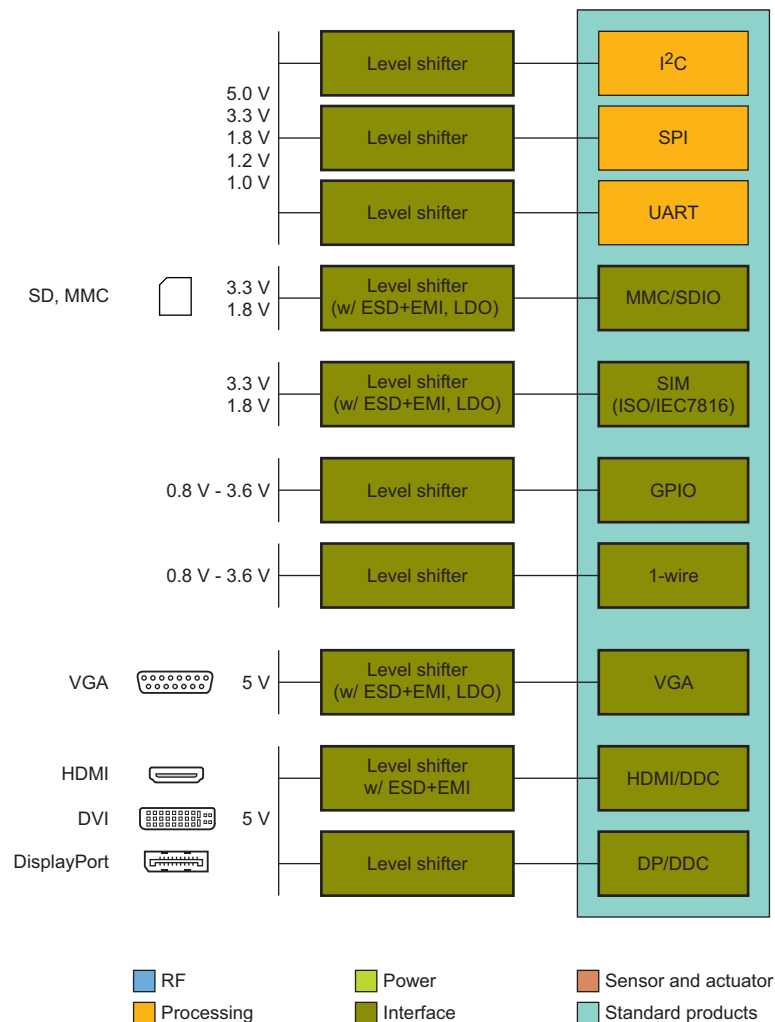 Level shifter
I²C
5.0 V
3.3 V
1.8 V
1.2 V
1.0 V
Level shifter
SPI
Level shifter
UART
SD, MMC
3.3 V
1.8 V
Level shifter
(w/ ESD+EMI, LDO)
MMC/SDIO
3.3 V
1.8 V
Level shifter
(w/ ESD+EMI, LDO)
SIM
(ISO/IEC7816)
0.8 V - 3.6 V
Level shifter
GPIO
0.8 V - 3.6 V
Level shifter
1-wire
VGA
5 V
Level shifter
(w/ ESD+EMI, LDO)
VGA
HDMI
Level shifter
w/ ESD+EMI
HDMI/DDC
DVI
5 V
DisplayPort
Level shifter
DP/DDC
RF
Power
Sensor and actuator
Processing
Interface
Standard products